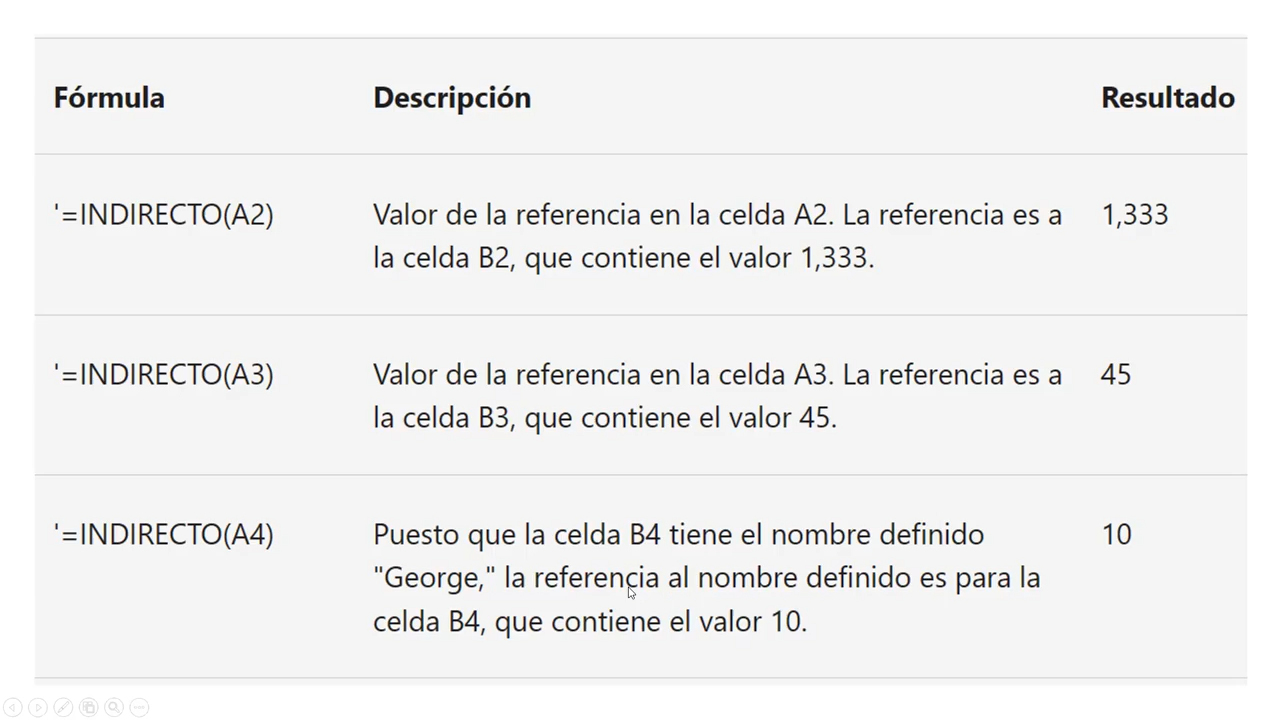 Fórmula Descripción Resultado
'=INDIRECTO(A2) Valor de la referencia en la celda A2. La referencia es a 1,333
la celda B2, que contiene el valor 1,333.
'=INDIRECTO(A3) Valor de la referencia en la celda A3. La referencia es a 45
la celda B3, que contiene el valor 45.
'=INDIRECTO(A4) Puesto que la celda B4 tiene el nombre definido 10
"George," la referencia al nombre definido es para la
celda B4, que contiene el valor 10.